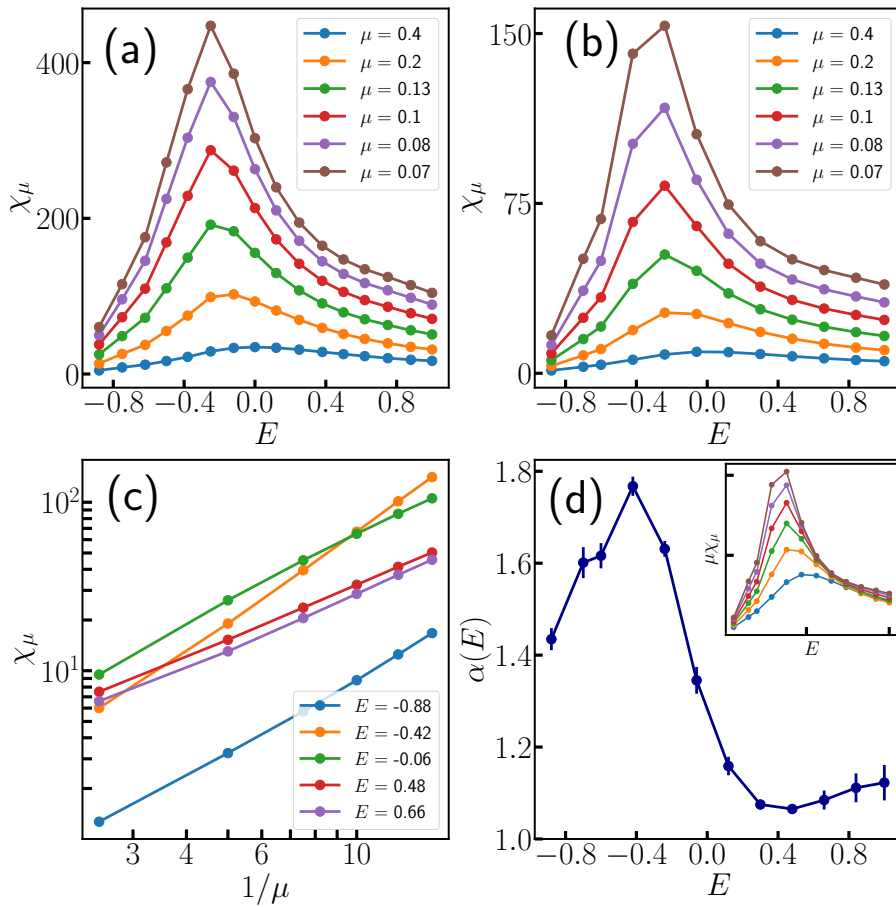 (a)
χμ
400
200
0
μ = 0.4
μ = 0.2
μ = 0.13
μ = 0.1
μ = 0.08
μ = 0.07
−0.8 −0.4 0.0 0.4 0.8
E
(b)
χμ
150
75
0
μ = 0.4
μ = 0.2
μ = 0.13
μ = 0.1
μ = 0.08
μ = 0.07
−0.8 −0.4 0.0 0.4 0.8
E
(c)
χμ
10²
10¹
E = -0.88
E = -0.42
E = -0.06
E = 0.48
E = 0.66
3 4 6 10
1/μ
(d)
α(E)
1.8
1.6
1.4
1.2
1.0
−0.8 −0.4 0.0 0.4 0.8
E
μχμ
E